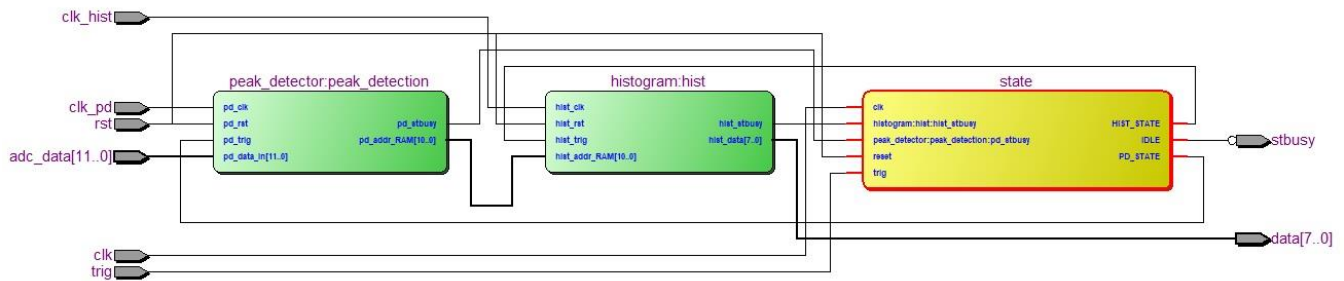 clk_hist
peak_detector:peak_detection
histogram:hist
state
clk_pd
rst
adc_data[11..0]
pd_clk
pd_rst
pd_trig
pd_data_in[11..0]
pd_stbusy
pd_addr_RAM[10..0]
hist_clk
hist_rst
hist_trig
hist_addr_RAM[10..0]
hist_stbusy
hist_data[7..0]
clk
histogram:hist:hist_stbusy
peak_detector:peak_detection:pd_stbusy
reset
trig
HIST_STATE
IDLE
PD_STATE
stbusy
data[7..0]
clk
trig